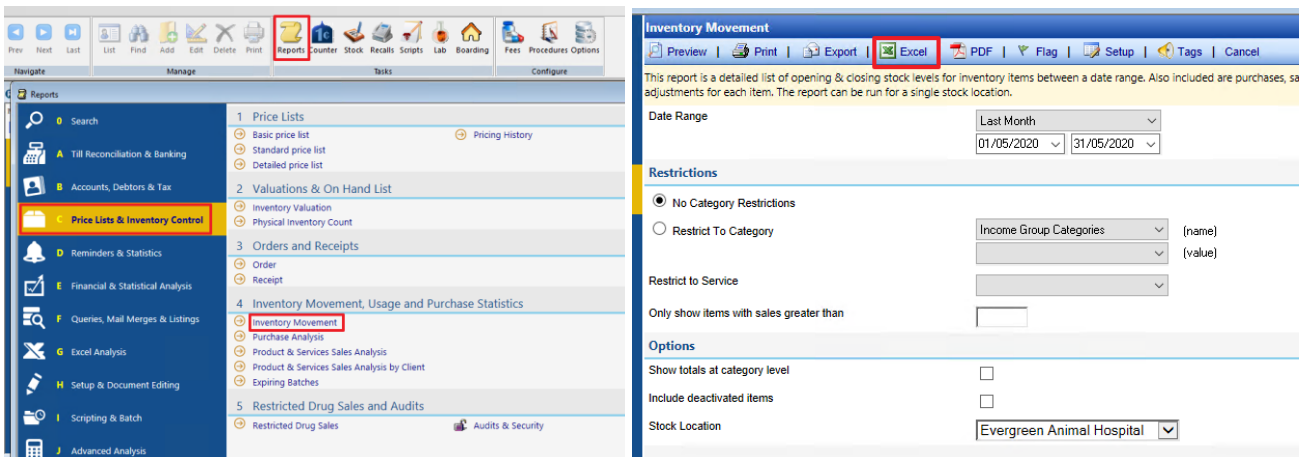 Prev Next Last List Find Add Edit Delete Print Reports Counter Stock Recalls Scripts Lab Boarding Fees Procedures Options
Navigate Manage Tasks Configure
Reports
0 Search
A Till Reconciliation & Banking
B Accounts, Debtors & Tax
C Price Lists & Inventory Control
D Reminders & Statistics
E Financial & Statistical Analysis
F Queries, Mail Merges & Listings
G Excel Analysis
H Setup & Document Editing
I Scripting & Batch
J Advanced Analysis
1 Price Lists
Basic price list Pricing History
Standard price list
Detailed price list
2 Valuations & On Hand List
Inventory Valuation
Physical Inventory Count
3 Orders and Receipts
Order
Receipt
4 Inventory Movement, Usage and Purchase Statistics
Inventory Movement
Purchase Analysis
Product & Services Sales Analysis
Product & Services Sales Analysis by Client
Expiring Batches
5 Restricted Drug Sales and Audits
Restricted Drug Sales Audits & Security
Inventory Movement
Preview | Print | Export | Excel PDF | Flag | Setup | Tags | Cancel
This report is a detailed list of opening & closing stock levels for inventory items between a date range. Also included are purchases, sa
adjustments for each item. The report can be run for a single stock location.
Date Range Last Month
01/05/2020 31/05/2020
Restrictions
No Category Restrictions
Restrict To Category Income Group Categories (name)
(value)
Restrict to Service
Only show items with sales greater than
Options
Show totals at category level
Include deactivated items
Stock Location Evergreen Animal Hospital